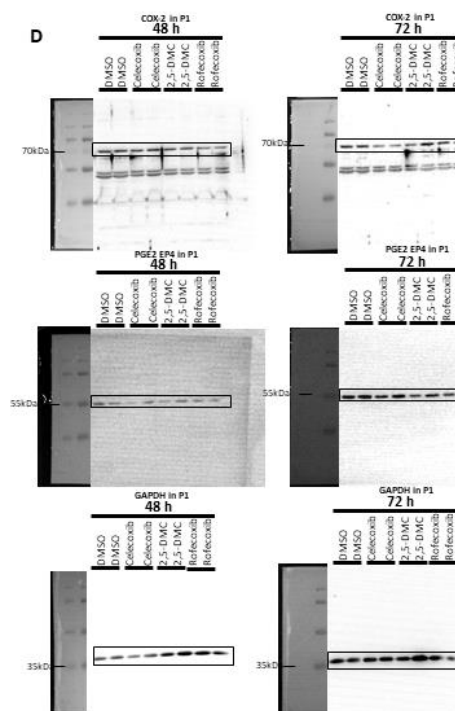 D
COX-2 in P1
48 h
DMSO
DMSO
Celecoxib
Celecoxib
2,5-DMC
2,5-DMC
Rofecoxib
Rofecoxib
70kDa
COX-2 in P1
72 h
DMSO
DMSO
Celecoxib
Celecoxib
2,5-DMC
2,5-DMC
Rofecoxib
70kDa
PGE2 EP4 in P1
48 h
DMSO
DMSO
Celecoxib
Celecoxib
2,5-DMC
2,5-DMC
Rofecoxib
Rofecoxib
55kDa
PGE2 EP4 in P1
72 h
DMSO
DMSO
Celecoxib
Celecoxib
2,5-DMC
2,5-DMC
Rofecoxib
55kDa
GAPDH in P1
48 h
DMSO
DMSO
Celecoxib
Celecoxib
2,5-DMC
2,5-DMC
Rofecoxib
Rofecoxib
35kDa
GAPDH in P1
72 h
DMSO
DMSO
Celecoxib
Celecoxib
2,5-DMC
2,5-DMC
Rofecoxib
Rofecoxib
35kDa